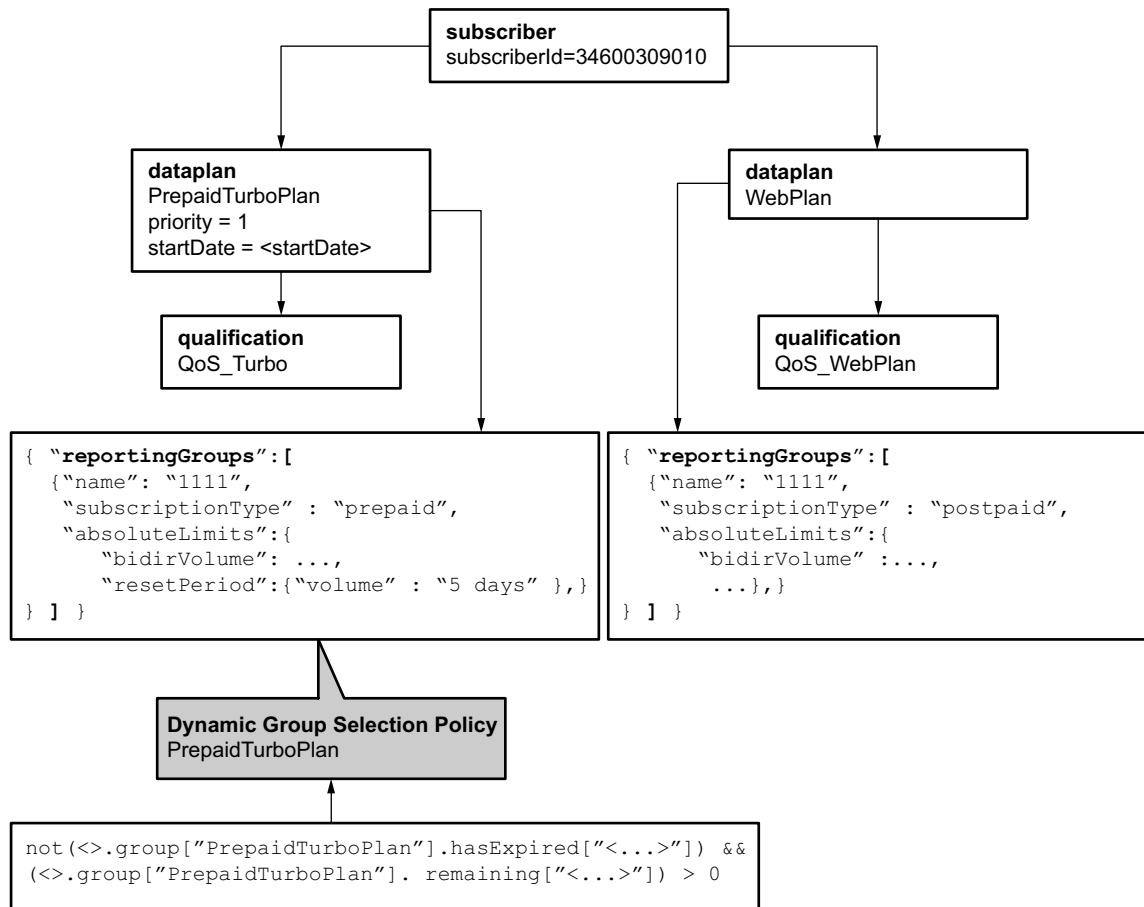 subscriber
subscriberId=34600309010
dataplan
PrepaidTurboPlan
priority = 1
startDate = <startDate>
dataplan
WebPlan
qualification
QoS_Turbo
qualification
QoS_WebPlan
{ “reportingGroups”:[
{“name”: “1111”,
“subscriptionType” : “prepaid”,
“absoluteLimits”:{
“bidirVolume”: ...,
“resetPeriod”:{“volume” : “5 days” },}
} ] }
{ “reportingGroups”:[
{“name”: “1111”,
“subscriptionType” : “postpaid”,
“absoluteLimits”:{
“bidirVolume” :...,
...},}
} ] }
Dynamic Group Selection Policy
PrepaidTurboPlan
not(<>.group[”PrepaidTurboPlan”].hasExpired["<...>”]) &&
(<>.group[”PrepaidTurboPlan”]. remaining["<...>”]) > 0